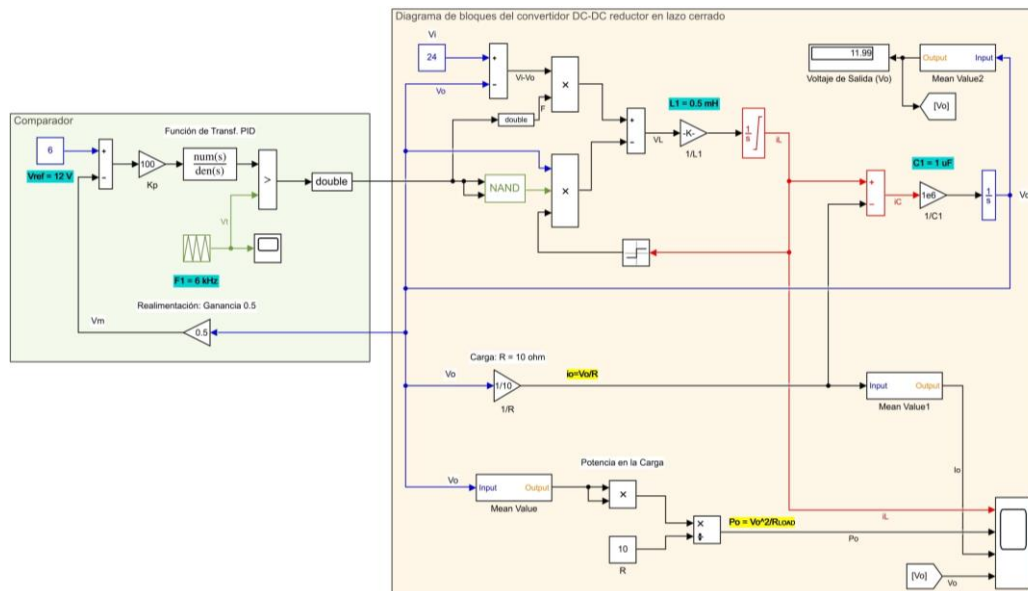 Diagrama de bloques del convertidor DC-DC reductor en lazo cerrado
Vi
24
Vo
Vi-Vo
×
F
double
NAND
×
VL
L1 = 0.5 mH
-K-
1/L1
1
s
iL
11.99
Voltaje de Salida (Vo)
Output
Input
Mean Value2
[Vo]
C1 = 1 uF
iC
1e6
1/C1
1
s
Vo
Comparador
Función de Transf. PID
6
Vref = 12 V
100
Kp
num(s)
den(s)
>
double
Vt
F1 = 6 kHz
Realimentación: Ganancia 0.5
Vm
0.5
Carga: R = 10 ohm
Vo
1/10
1/R
io=Vo/R
Input
Output
Mean Value1
Io
Potencia en la Carga
Vo
Input
Output
Mean Value
×
10
R
×
÷
Po = Vo^2/RLOAD
Po
iL
[Vo]
Vo